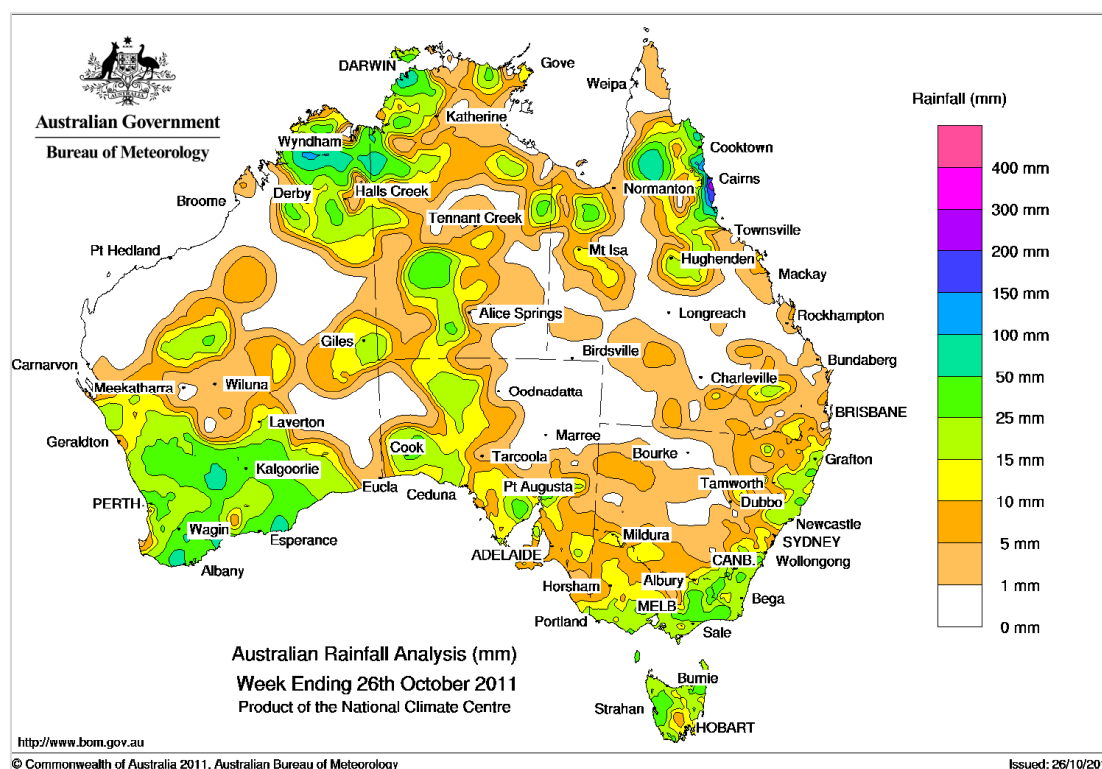 Australian Government
Bureau of Meteorology
DARWIN
Gove
Weipa
Katherine
Wyndham
Cooktown
Cairns
Derby
Halls Creek
Normanton
Broome
Tennant Creek
Townsville
Pt Hedland
Mt Isa
Hughenden
Mackay
Alice Springs
Longreach
Rockhampton
Giles
Birdsville
Bundaberg
Carnarvon
Meekatharra
Wiluna
Charleville
Oodnadatta
BRISBANE
Laverton
Geraldton
Marree
Cook
Tarcoola
Bourke
Grafton
Kalgoorlie
Eucla
Ceduna
Pt Augusta
Tamworth
Dubbo
PERTH
Wagin
Esperance
Newcastle
Mildura
SYDNEY
ADELAIDE
CANB.
Wollongong
Albany
Horsham
Albury
Bega
MELB
Portland
Sale
Burnie
Strahan
HOBART
Rainfall (mm)
400 mm
300 mm
200 mm
150 mm
100 mm
50 mm
25 mm
15 mm
10 mm
5 mm
1 mm
0 mm
Australian Rainfall Analysis (mm)
Week Ending 26th October 2011
Product of the National Climate Centre
http://www.bom.gov.au
© Commonwealth of Australia 2011, Australian Bureau of Meteorology
Issued: 26/10/201